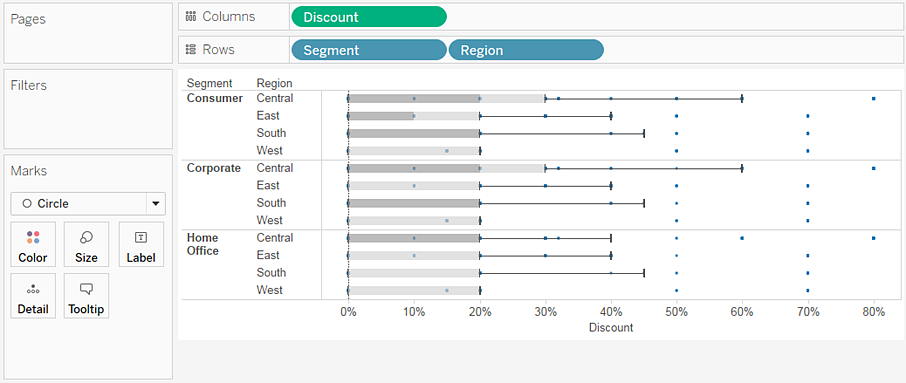 Pages
Columns
Discount
Rows
Segment Region
Filters
Marks
Circle
Color Size Label
Detail Tooltip
Segment Region
Consumer Central
East
South
West
Corporate Central
East
South
West
Home Office Central
East
South
West
0% 10% 20% 30% 40% 50% 60% 70% 80%
Discount